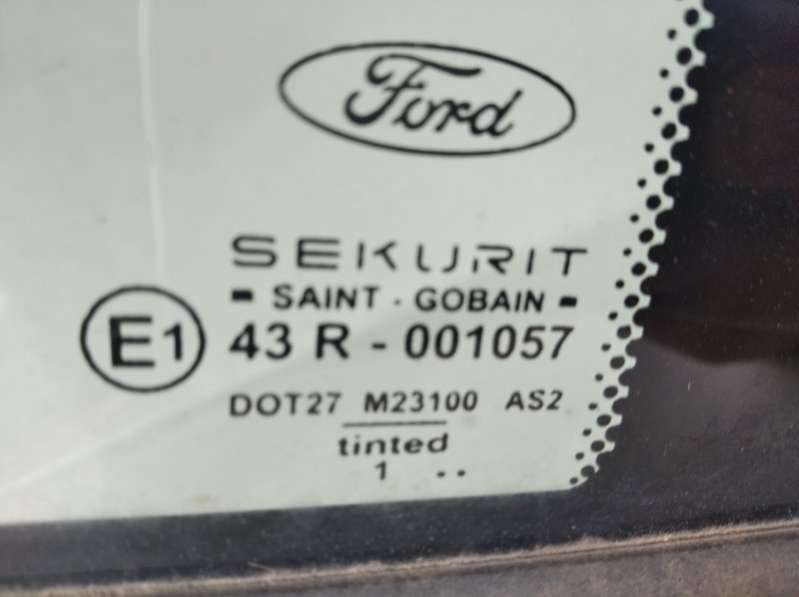 Ford
SEKURIT
- SAINT - GOBAIN -
E1 43 R - 001057
DOT27 M23100 AS2
tinted
1 ..